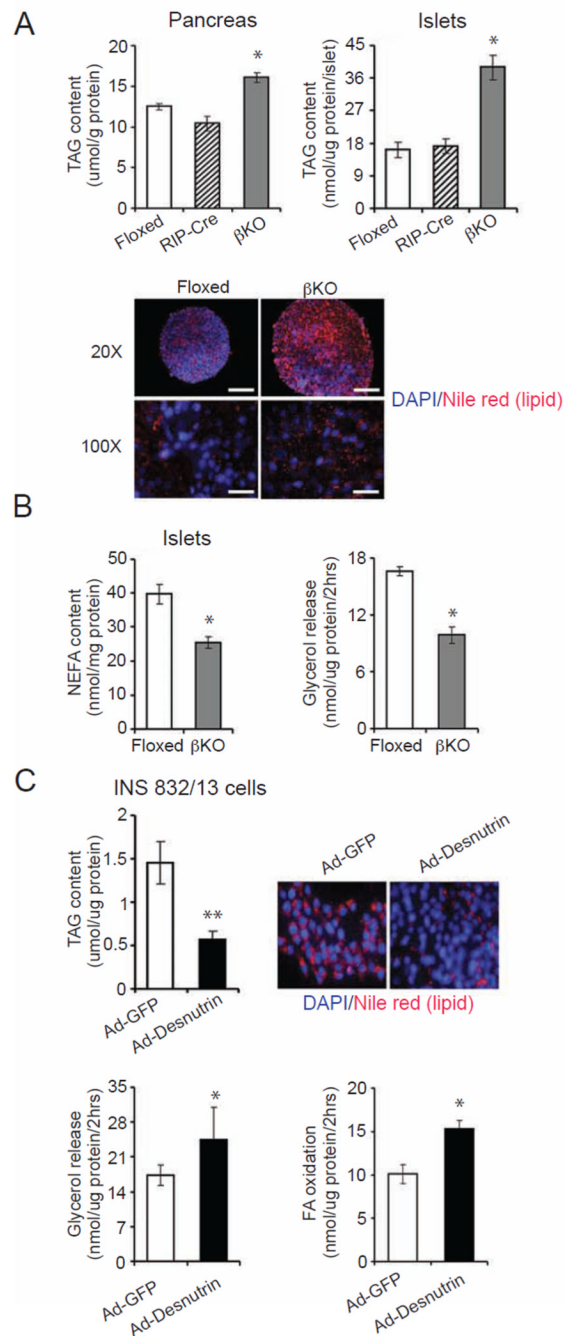 A
Pancreas
TAG content
(umol/g protein)
20
15
10
5
0
*
Floxed
RIP-Cre
βKO
Islets
TAG content
(nmol/ug protein/islet)
45
36
27
18
9
0
*
Floxed
RIP-Cre
βKO
Floxed
βKO
20X
100X
DAPI/Nile red (lipid)
B
Islets
NEFA content
(nmol/mg protein)
50
40
30
20
10
0
*
Floxed
βKO
Glycerol release
(nmol/ug protein/2hrs)
18
12
6
0
*
Floxed
βKO
C
INS 832/13 cells
TAG content
(umol/ug protein)
2
1.5
1
0.5
0
**
Ad-GFP
Ad-Desnutrin
Ad-GFP
Ad-Desnutrin
DAPI/Nile red (lipid)
Glycerol release
(nmol/ug protein/2hrs)
35
28
21
14
7
0
*
Ad-GFP
Ad-Desnutrin
FA oxidation
(nmol/ug protein/2hrs)
20
15
10
5
0
*
Ad-GFP
Ad-Desnutrin